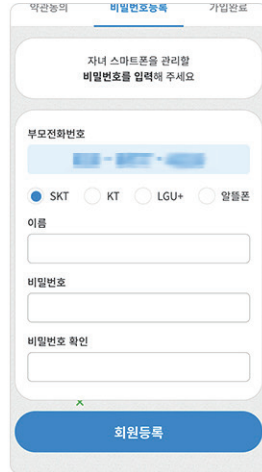 약관동의 비밀번호등록 가입완료
자녀 스마트폰을 관리할
비밀번호를 입력해 주세요
부모전화번호
SKT KT LGU+ 알뜰폰
이름
비밀번호
비밀번호 확인
회원등록